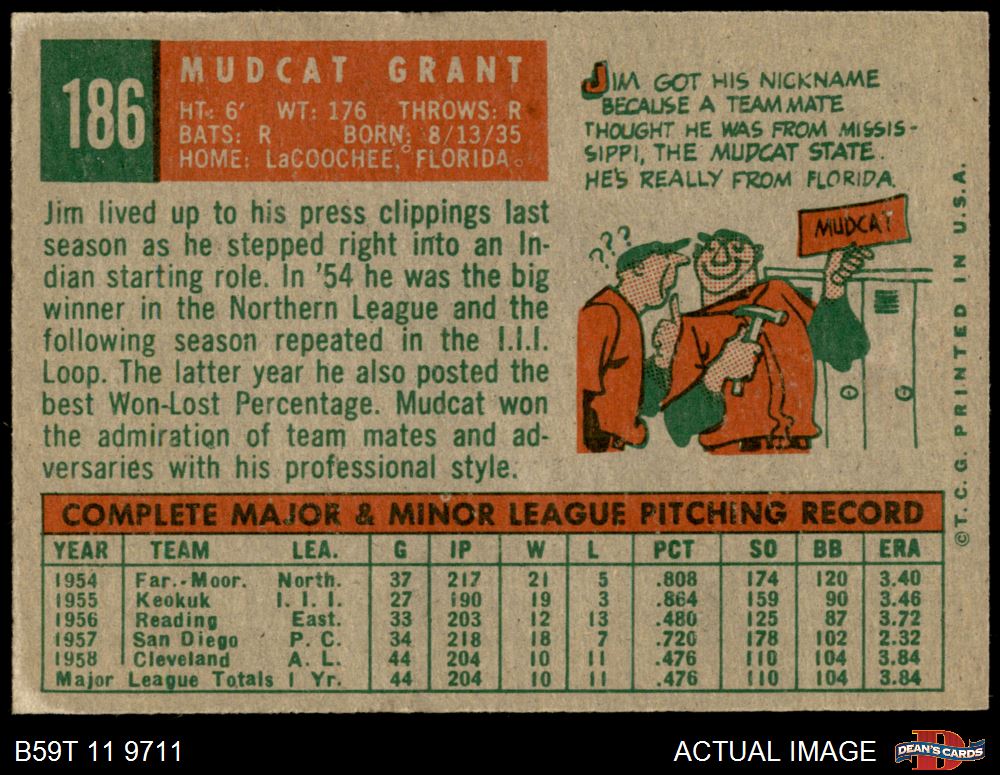 186
MUDCAT GRANT
HT: 6' WT: 176 THROWS: R
BATS: R BORN: 8/13/35
HOME: LaCOOCHEE, FLORIDA
JIM GOT HIS NICKNAME
BECAUSE A TEAM MATE
THOUGHT HE WAS FROM MISSIS-
SIPPI, THE MUDCAT STATE.
HE'S REALLY FROM FLORIDA.
???
MUDCAT
Jim lived up to his press clippings last
season as he stepped right into an In-
dian starting role. In '54 he was the big
winner in the Northern League and the
following season repeated in the I.I.I.
Loop. The latter year he also posted the
best Won-Lost Percentage. Mudcat won
the admiration of team mates and ad-
versaries with his professional style.
COMPLETE MAJOR & MINOR LEAGUE PITCHING RECORD
YEAR TEAM LEA. G IP W L PCT SO BB ERA
1954 Far.-Moor. North. 37 217 21 5 .808 174 120 3.40
1955 Keokuk I. I. I. 27 190 19 3 .864 159 90 3.46
1956 Reading East. 33 203 12 13 .480 125 87 3.72
1957 San Diego P. C. 34 218 18 7 .720 178 102 2.32
1958 Cleveland A. L. 44 204 10 11 .476 110 104 3.84
Major League Totals 1 Yr. 44 204 10 11 .476 110 104 3.84
©T. C. G. PRINTED IN U.S.A.
B59T 11 9711
ACTUAL IMAGE
D
DEAN'S CARDS